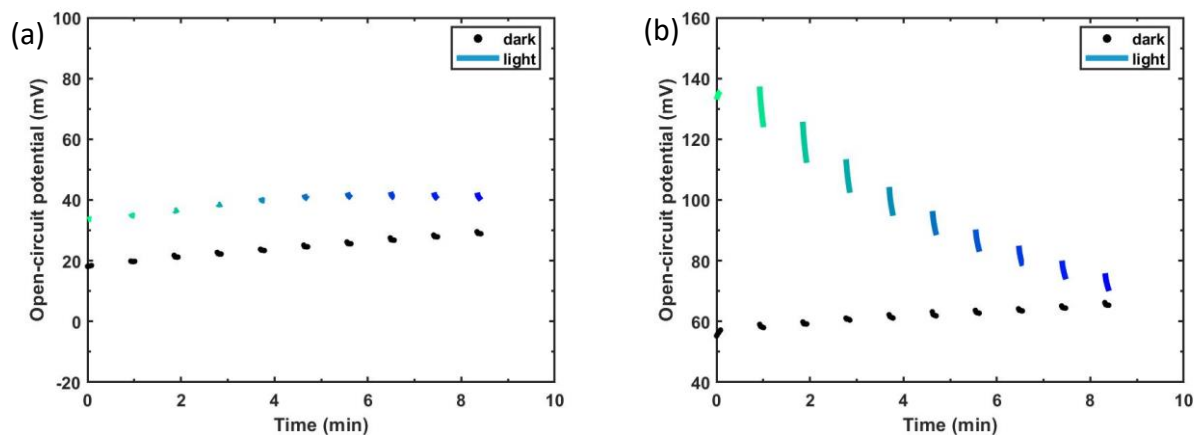 (a)
100
80
60
40
20
0
-20
0 2 4 6 8 10
Open-circuit potential (mV)
Time (min)
dark
light
(b)
160
140
120
100
80
60
40
0 2 4 6 8 10
Open-circuit potential (mV)
Time (min)
dark
light